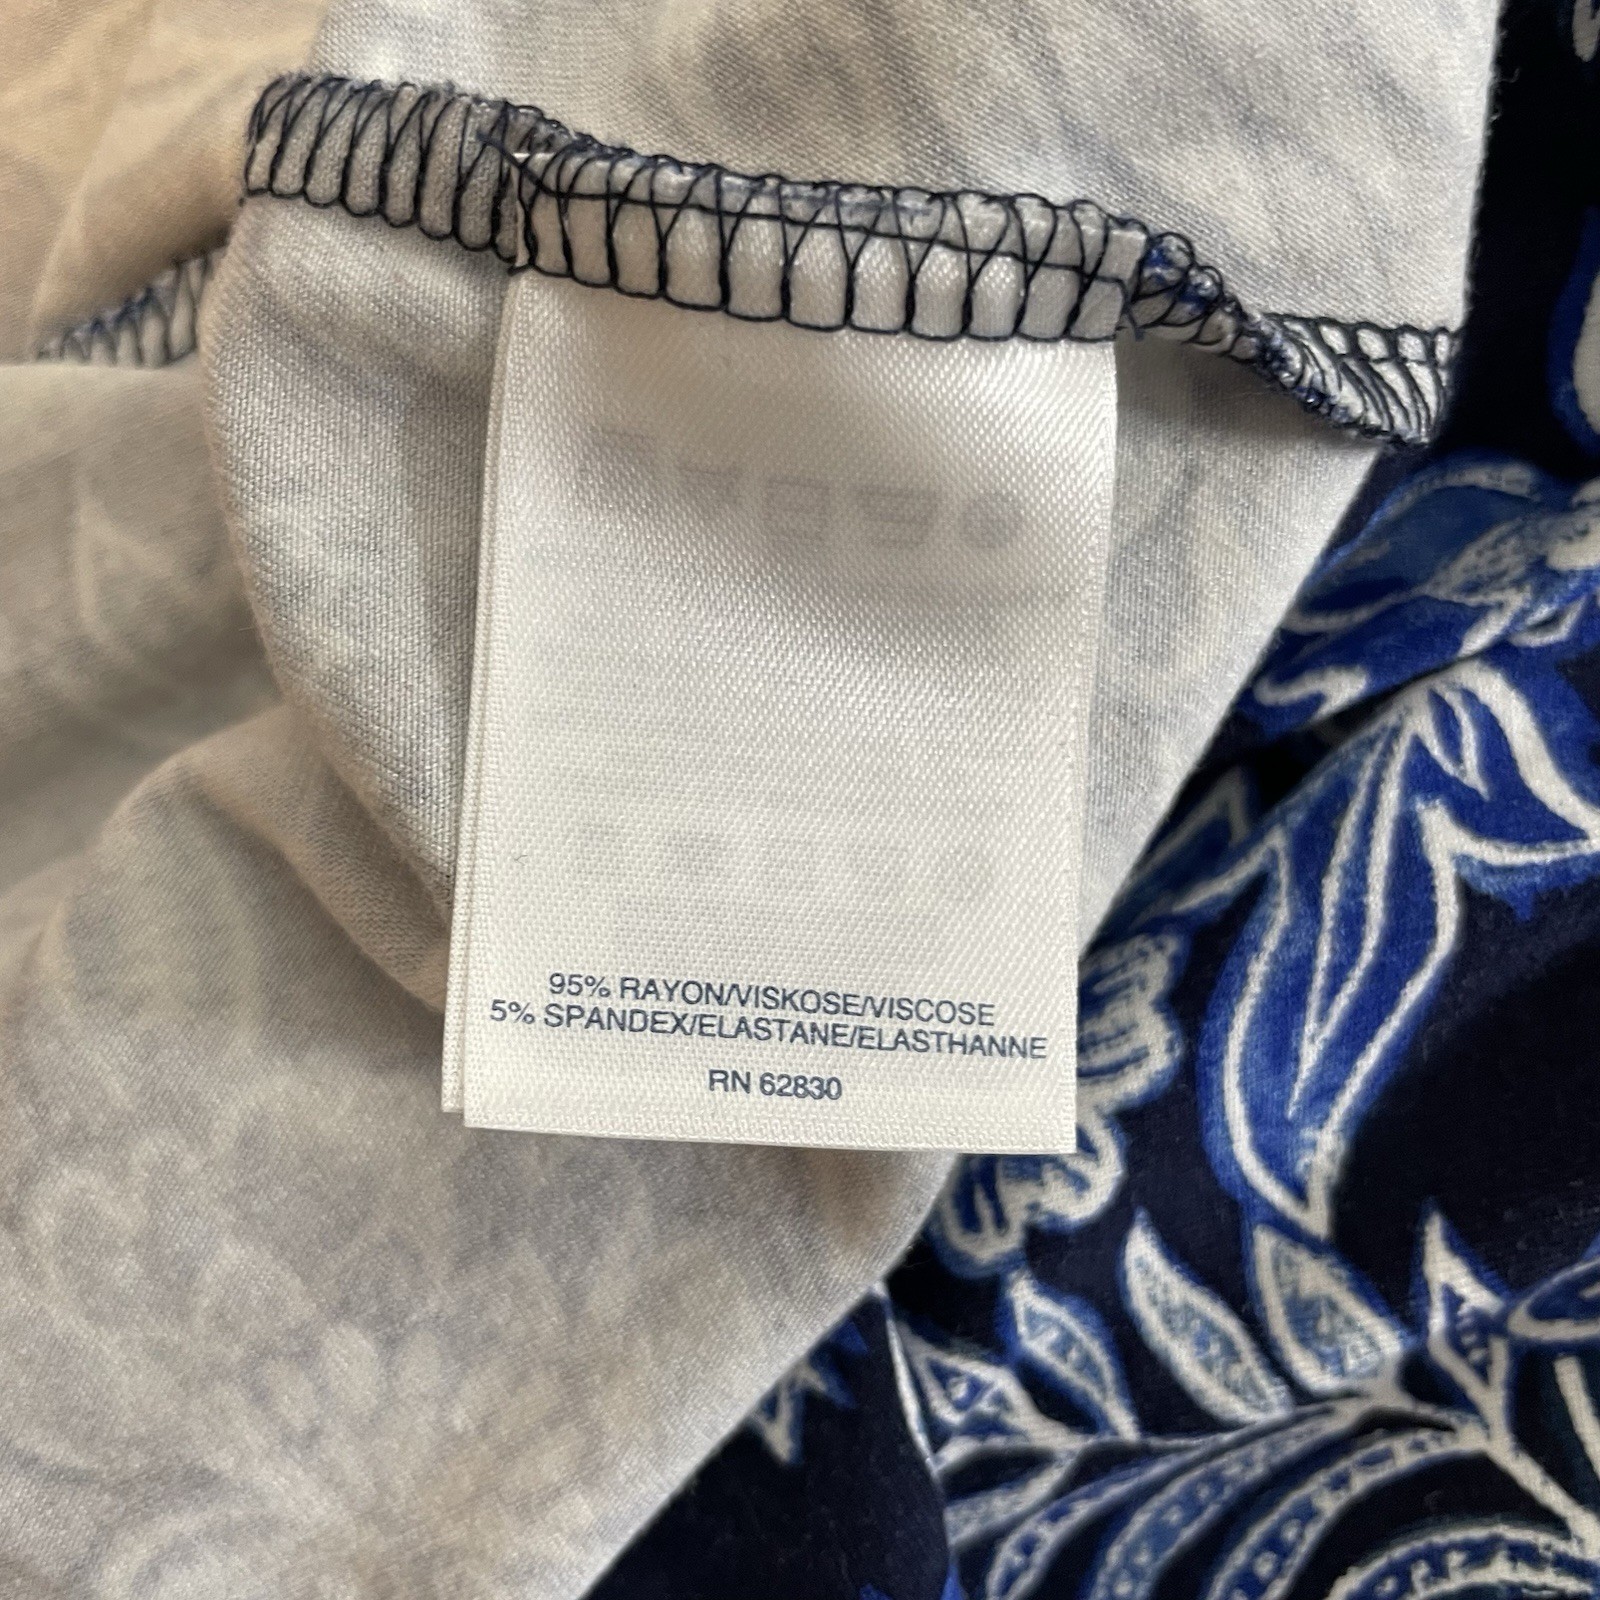 95% RAYON/VISKOSE/VISCOSE
5% SPANDEX/ELASTANE/ELASTHANNE
RN 62830